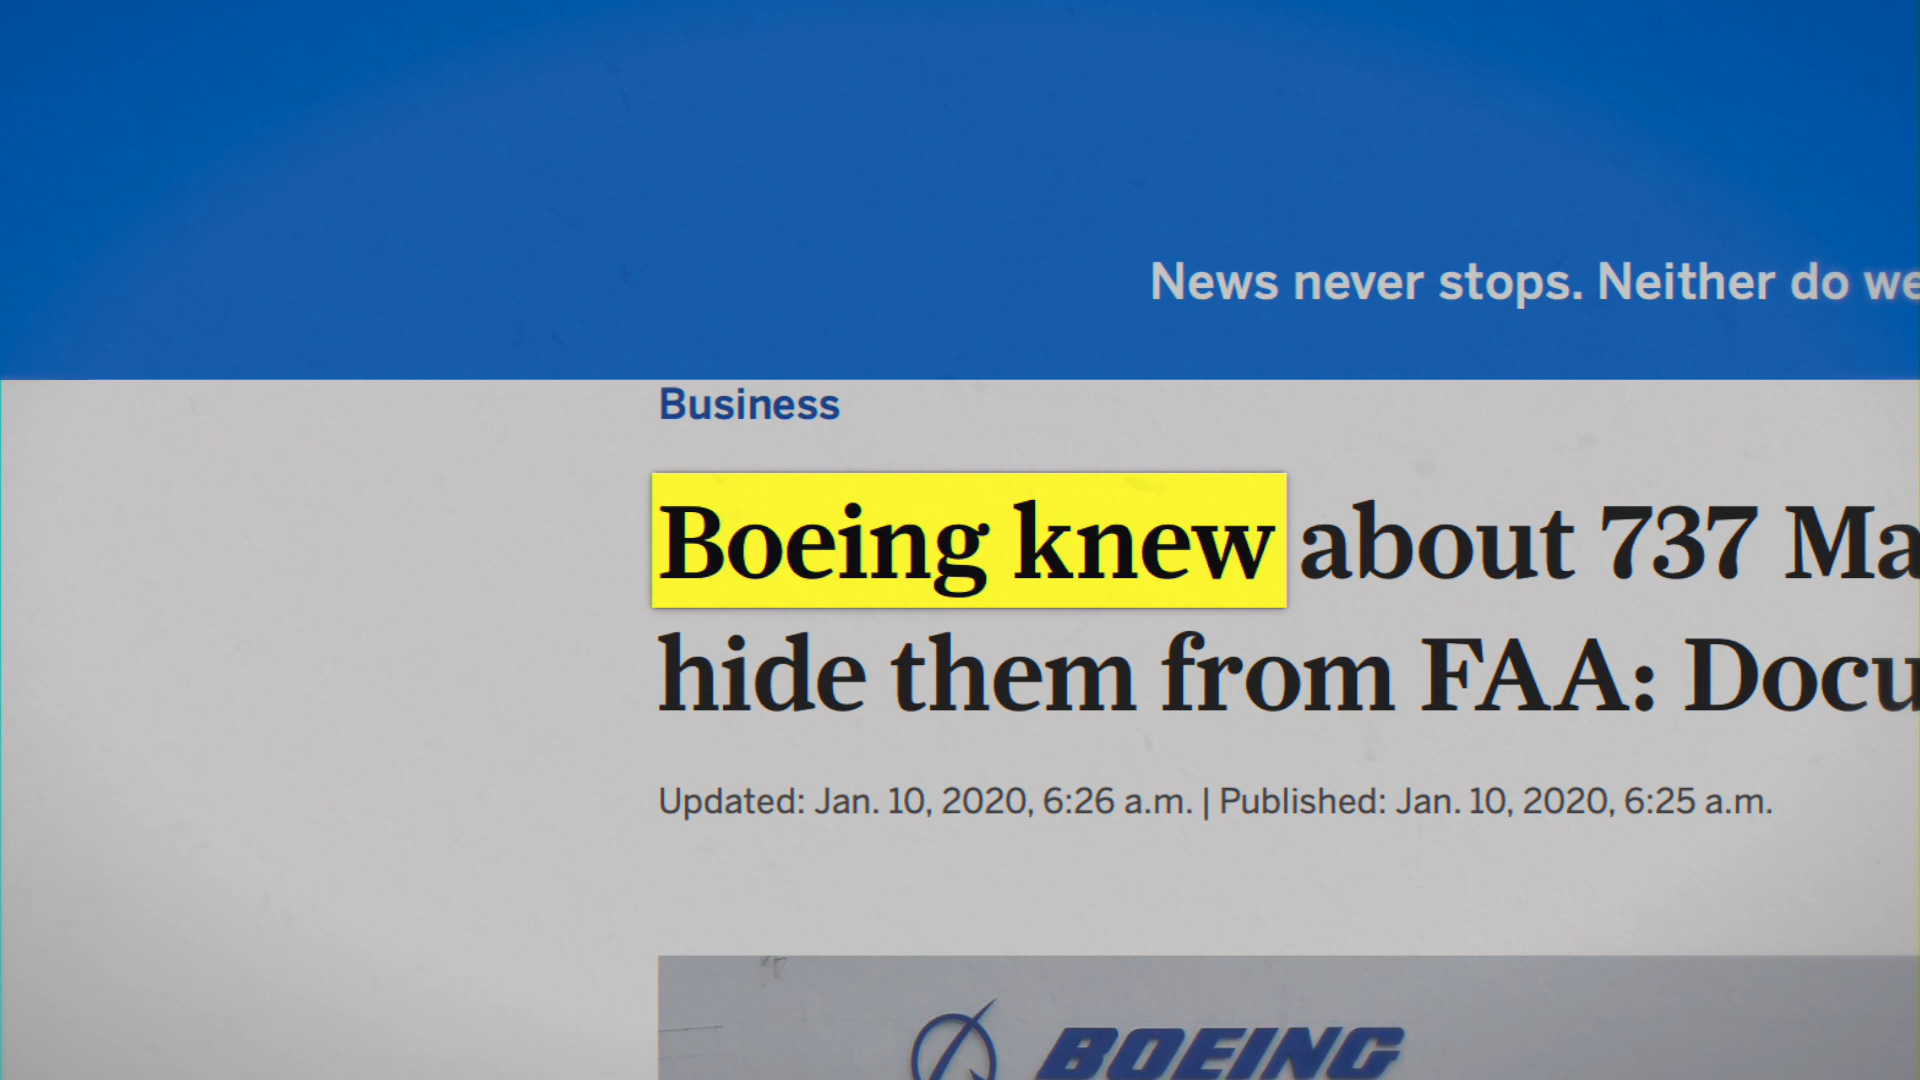 News never stops. Neither do we
Business
Boeing knew about 737 Ma
hide them from FAA: Docu
Updated: Jan. 10, 2020, 6:26 a.m. | Published: Jan. 10, 2020, 6:25 a.m.
BOEING